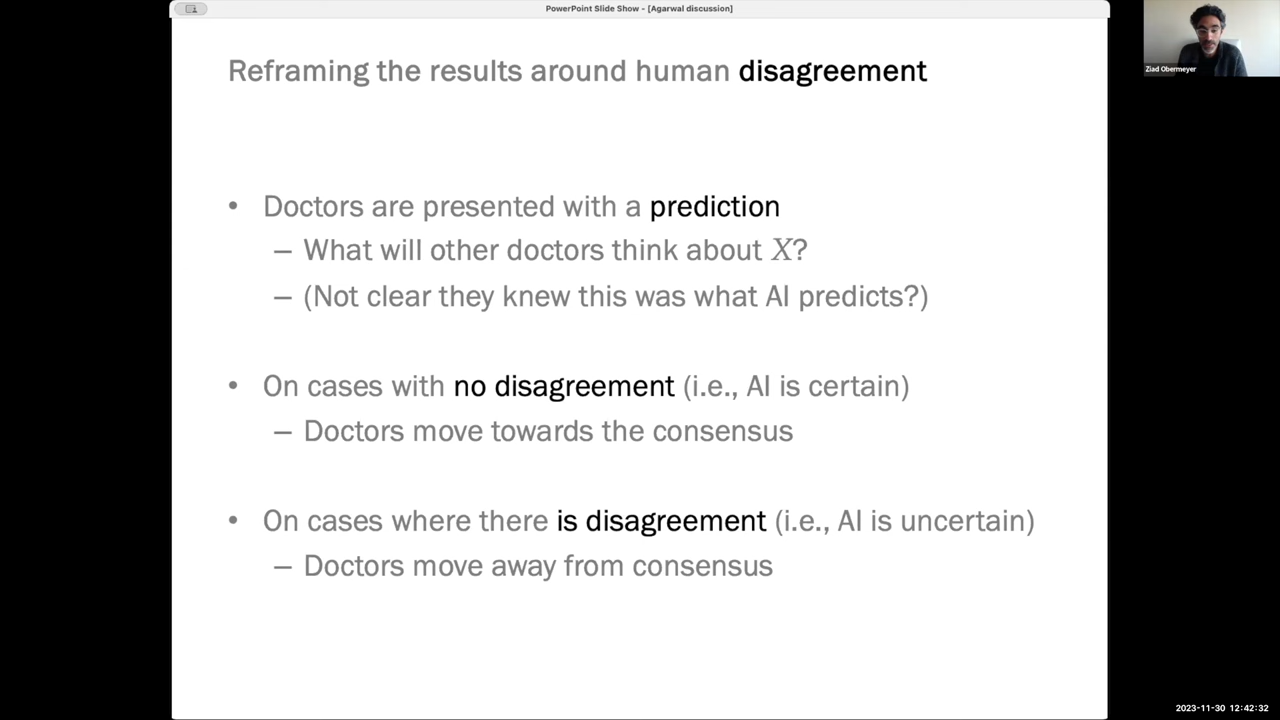 PowerPoint Slide Show - [Agarwal discussion]
Reframing the results around human disagreement
• Doctors are presented with a prediction
– What will other doctors think about X?
– (Not clear they knew this was what AI predicts?)
• On cases with no disagreement (i.e., AI is certain)
– Doctors move towards the consensus
• On cases where there is disagreement (i.e., AI is uncertain)
– Doctors move away from consensus
Ziad Obermeyer
2023-11-30 12:42:32